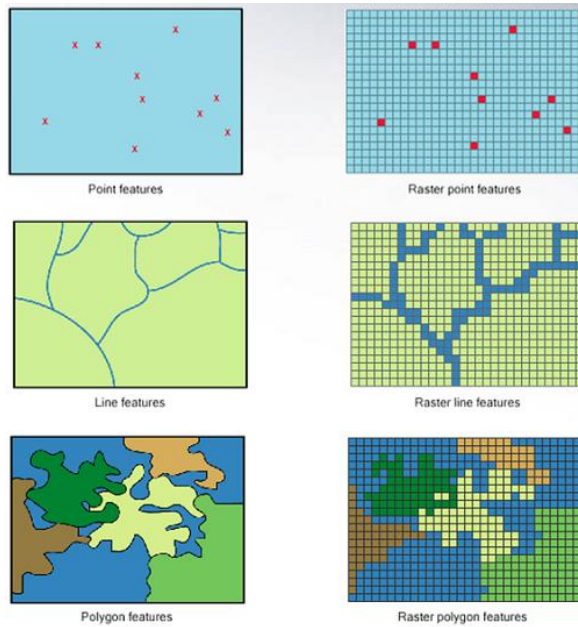 Point features
Raster point features
Line features
Raster line features
Polygon features
Raster polygon features